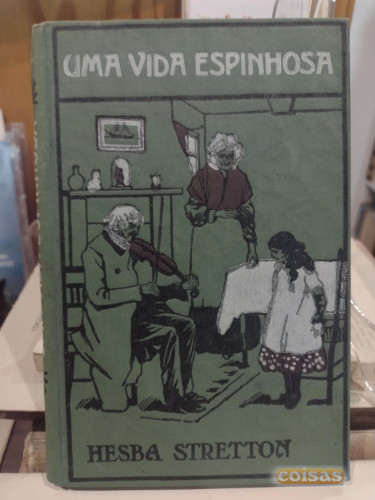 UMA VIDA ESPINHOSA
HESBA STRETTON
coisas